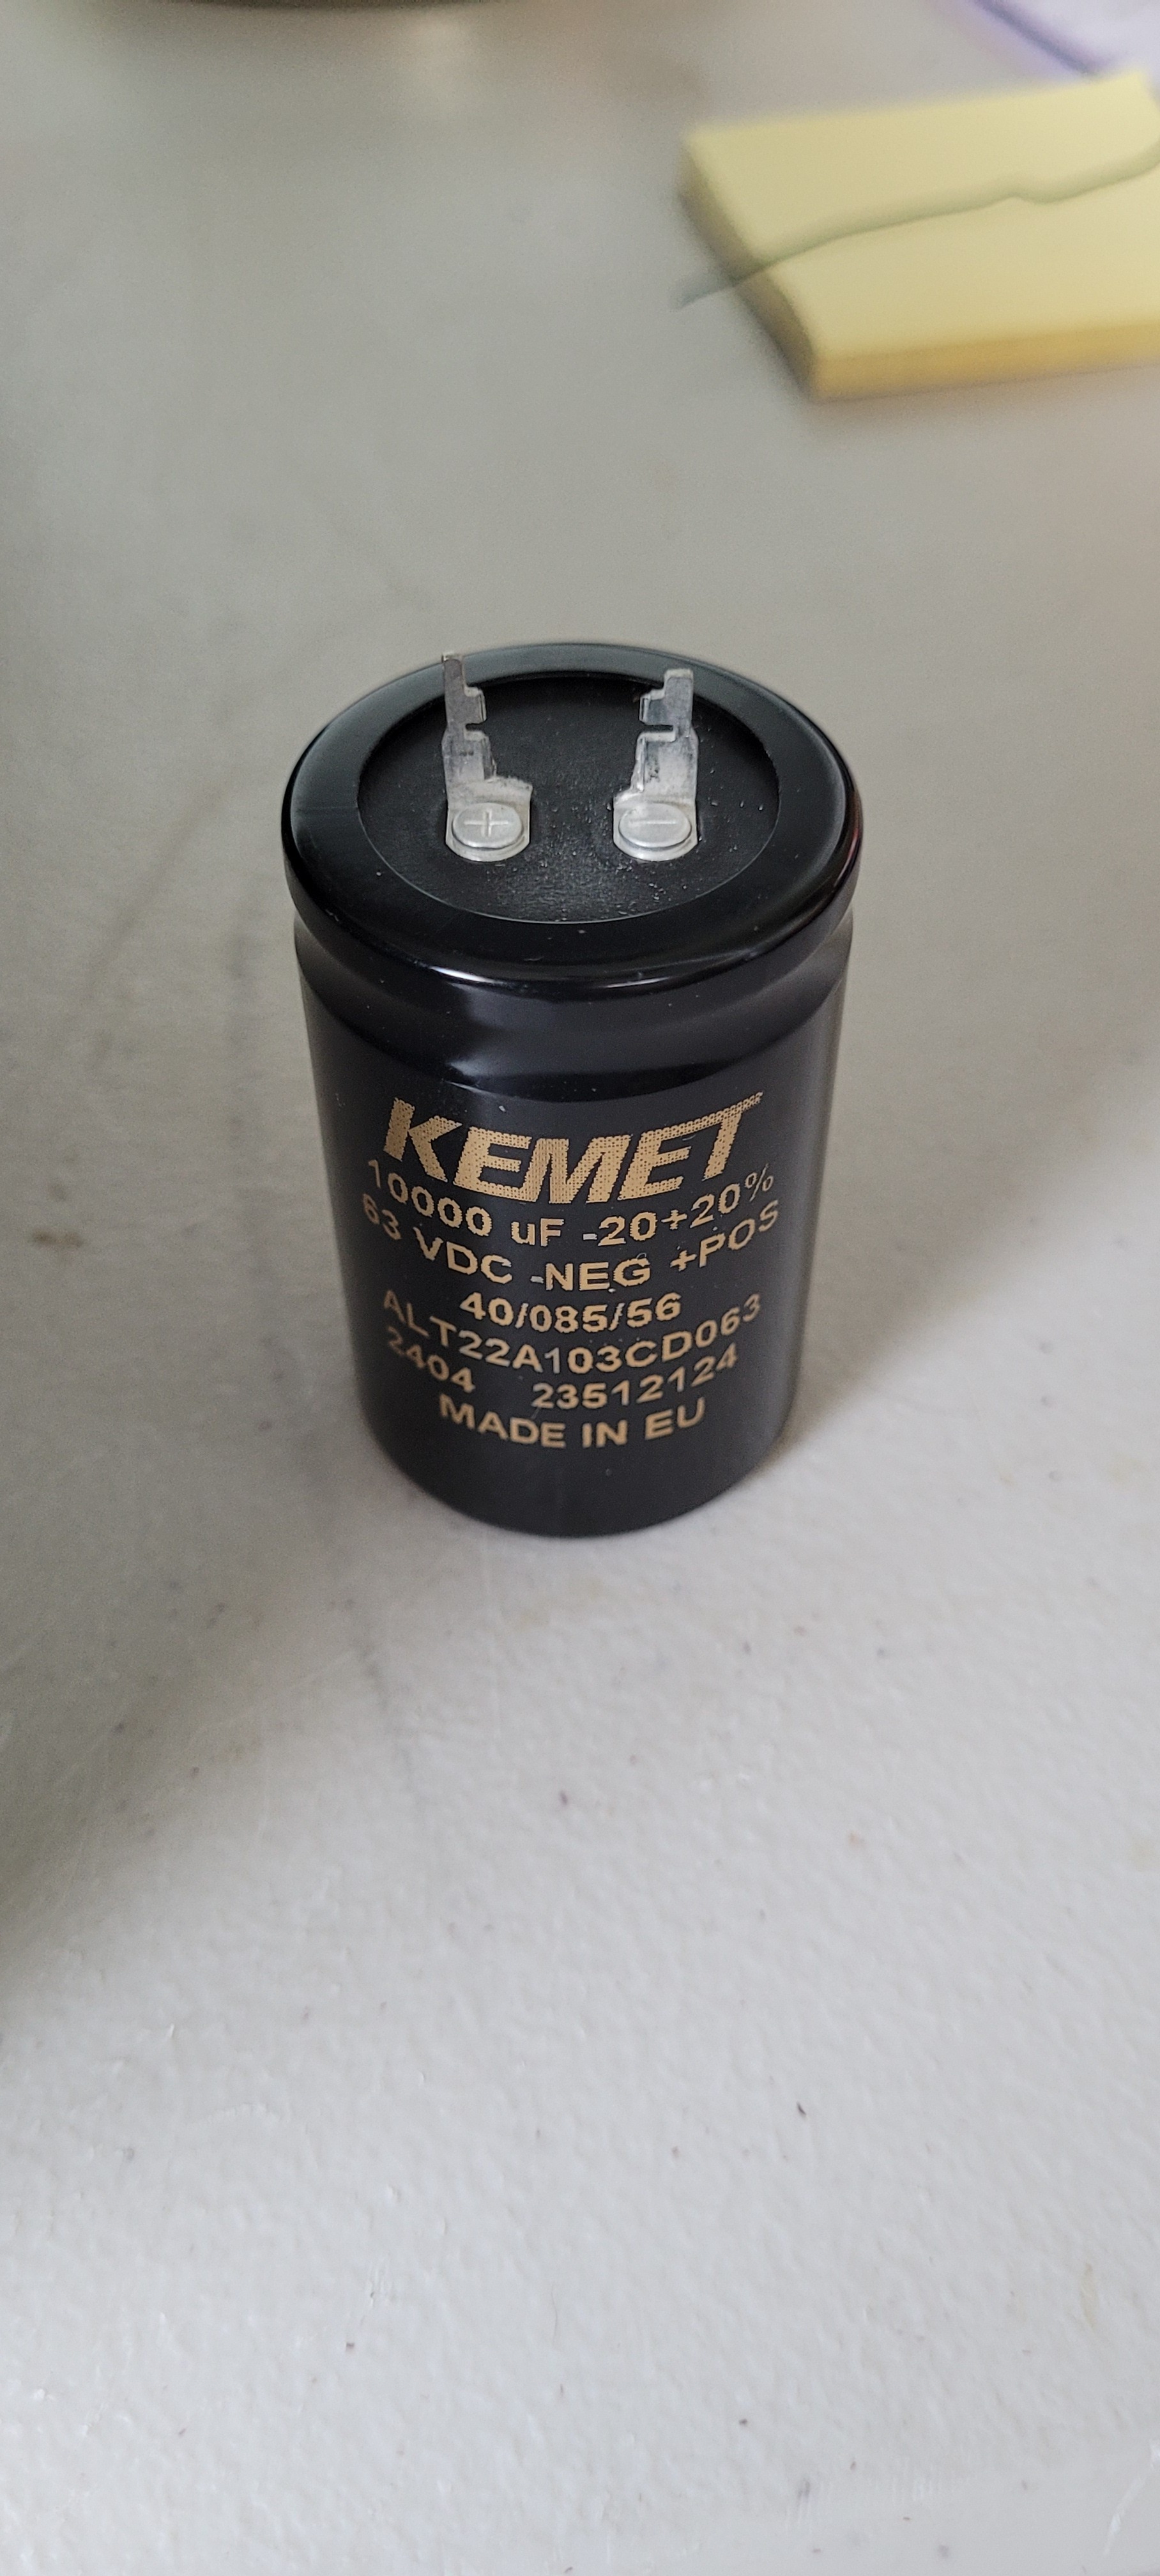 + −
KEMET
10000 uF -20+20%
63 VDC -NEG +POS
40/085/56
ALT22A103CD063
2404 23512124
MADE IN EU